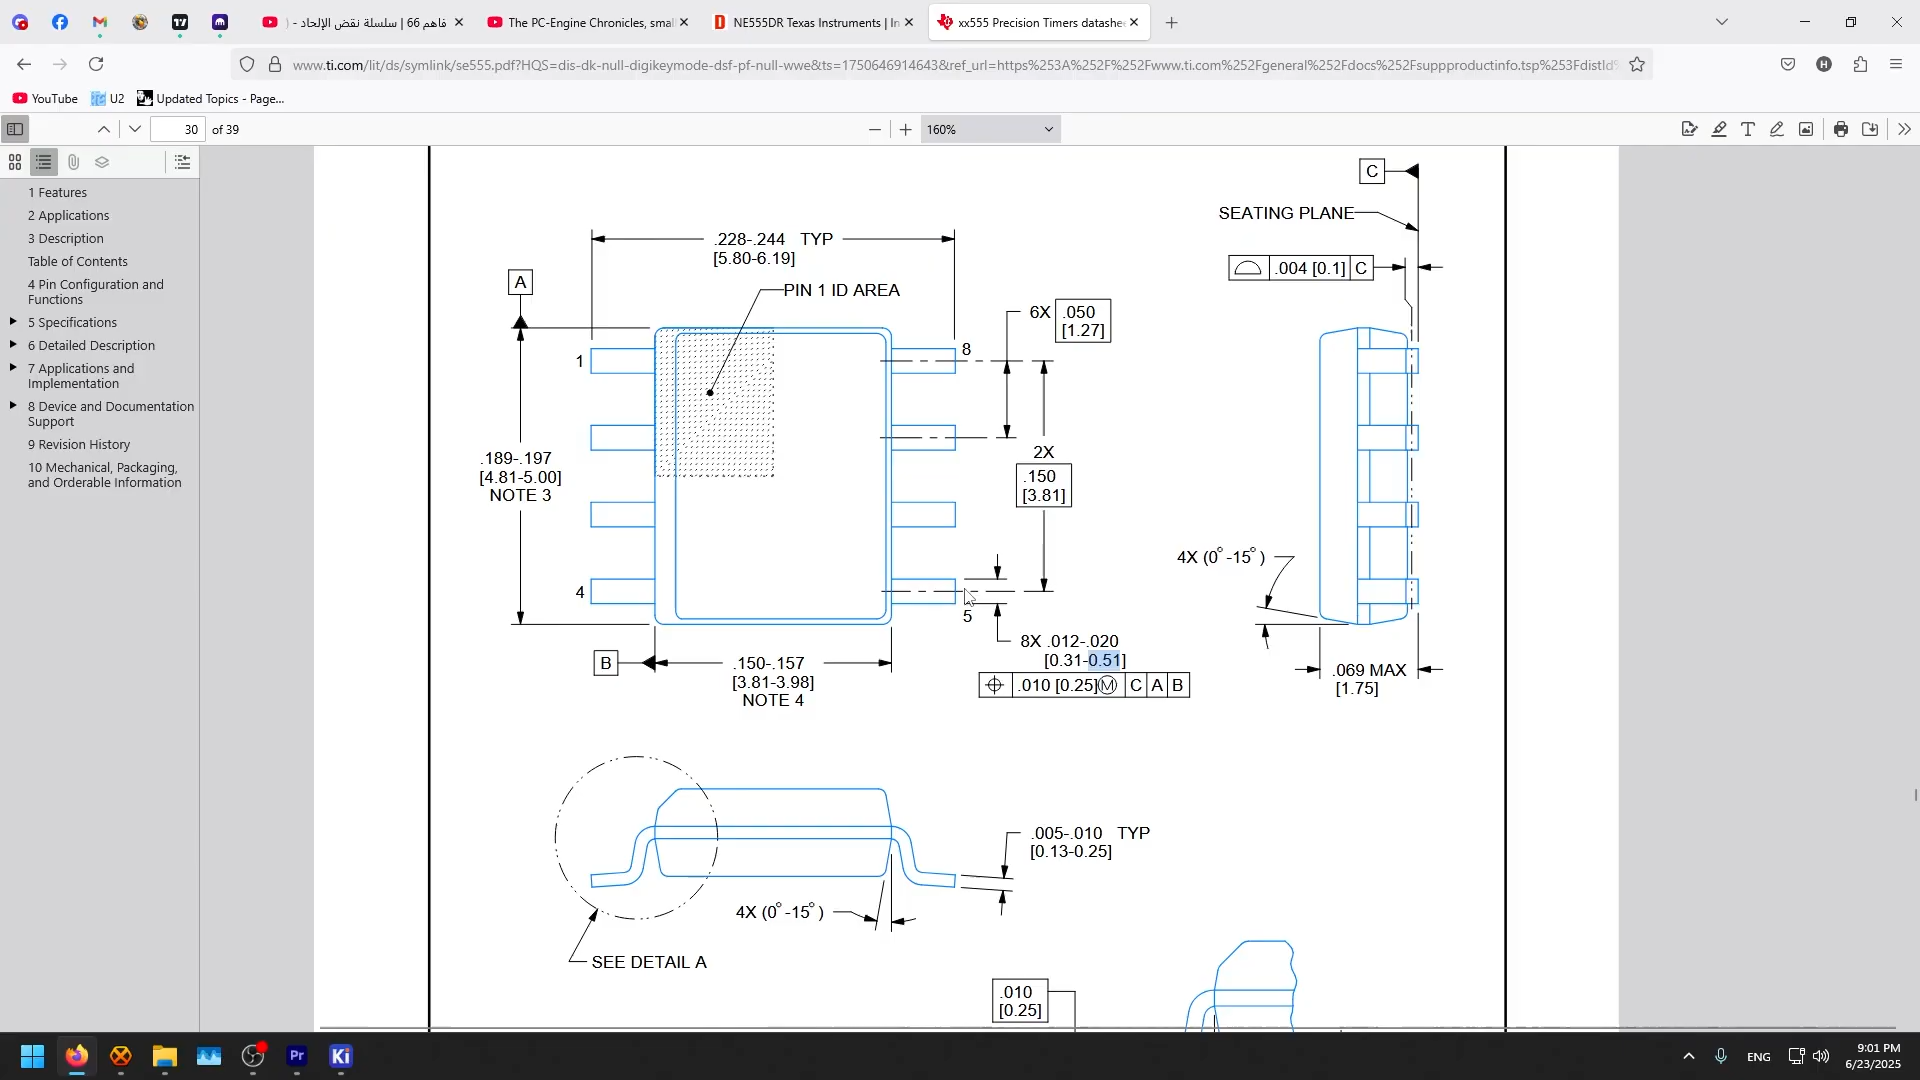 فاهم 66 | سلسلة نقض الإلحاد - (
The PC-Engine Chronicles, smal
NE555DR Texas Instruments | In
xx555 Precision Timers datashe
www.ti.com/lit/ds/symlink/se555.pdf?HQS=dis-dk-null-digikeymode-dsf-pf-null-wwe&ts=1750646914643&ref_url=https%253A%252F%252Fwww.ti.com%252Fgeneral%252Fdocs%252Fsuppproductinfo.tsp%253FdistId%
YouTube
U2
Updated Topics - Page...
30 of 39
160%
1 Features
2 Applications
3 Description
Table of Contents
4 Pin Configuration and
Functions
5 Specifications
6 Detailed Description
7 Applications and
Implementation
8 Device and Documentation
Support
9 Revision History
10 Mechanical, Packaging,
and Orderable Information
C
SEATING PLANE
.004 [0.1] C
.228-.244 TYP
[5.80-6.19]
A
PIN 1 ID AREA
6X .050
[1.27]
1
8
.189-.197
[4.81-5.00]
NOTE 3
2X
.150
[3.81]
4X (0°-15°)
4
5
8X .012-.020
[0.31-0.51]
.010 [0.25]Ⓜ C A B
B
.150-.157
[3.81-3.98]
NOTE 4
.069 MAX
[1.75]
.005-.010 TYP
[0.13-0.25]
4X (0°-15°)
SEE DETAIL A
.010
[0.25]
Pr
Ki
ENG
9:01 PM
6/23/2025